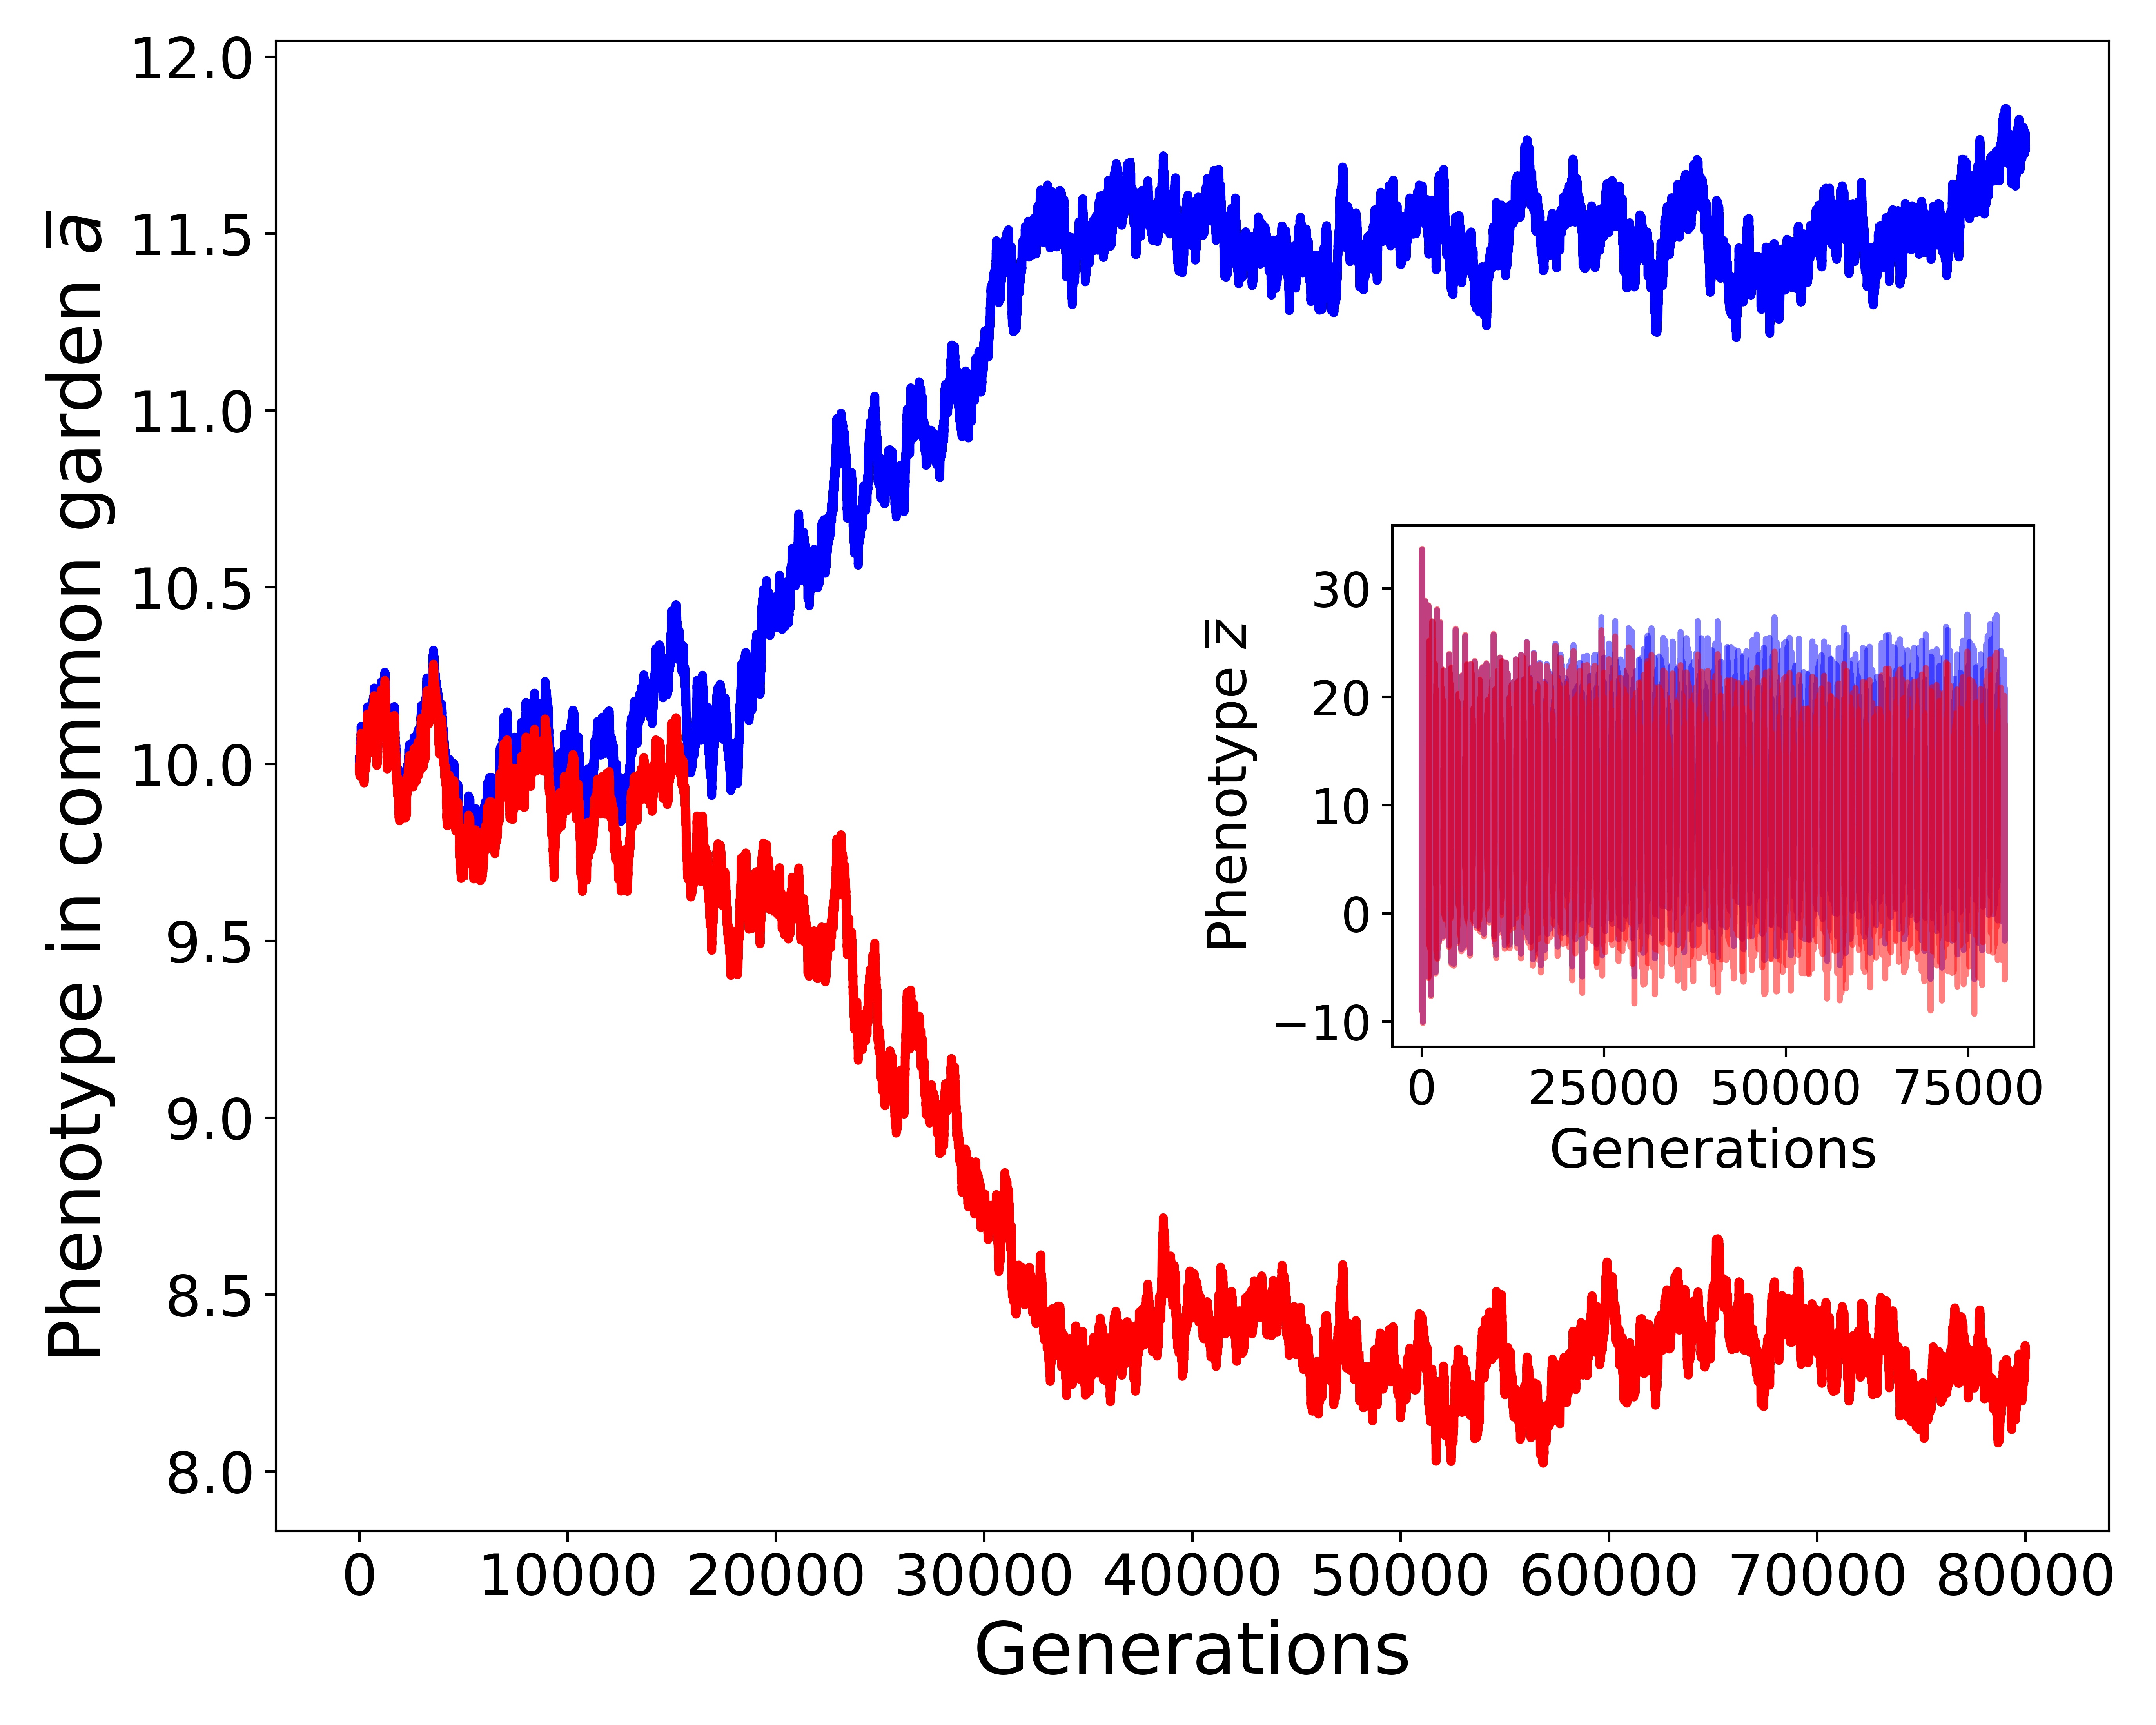 Phenotype in common garden a̅
12.0
11.5
11.0
10.5
10.0
9.5
9.0
8.5
8.0
0 10000 20000 30000 40000 50000 60000 70000 80000
Generations
Phenotype z̅
30
20
10
0
−10
0 25000 50000 75000
Generations